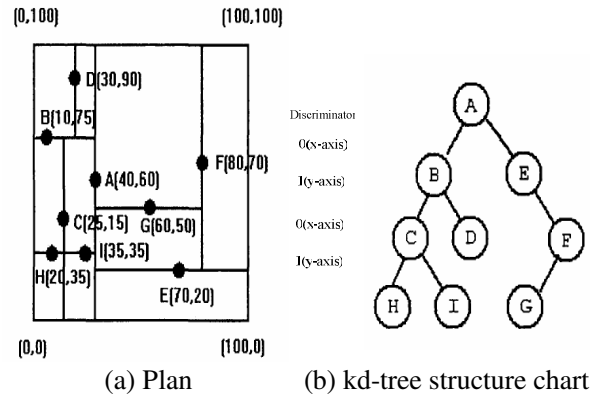 (0,100)
(100,100)
D(30,90)
B(10,75)
F(80,70)
A(40,60)
C(25,15)
G(60,50)
I(35,35)
H(20,35)
E(70,20)
(0,0)
(100,0)
(a) Plan
Discriminator
0(x-axis)
1(y-axis)
0(x-axis)
1(y-axis)
A
B
E
C
D
F
H
I
G
(b) kd-tree structure chart